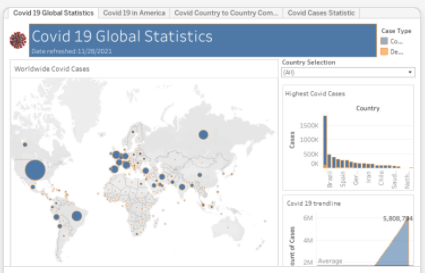 Covid 19 Global Statistics
Covid 19 in America
Covid Country to Country Com...
Covid Cases Statistic
Covid 19 Global Statistics
Date refreshed:11/28/2021
Case Type
Co...
De...
Country Selection
(All)
Worldwide Covid Cases
Highest Covid Cases
Country
Cases
1500K
1000K
500K
0K
Brazil
Spain
Ger..
Iran
Chile
Saud..
Neth..
Covid 19 trendline
5,808,7
6M
4M
2M
ount of Cases
Average